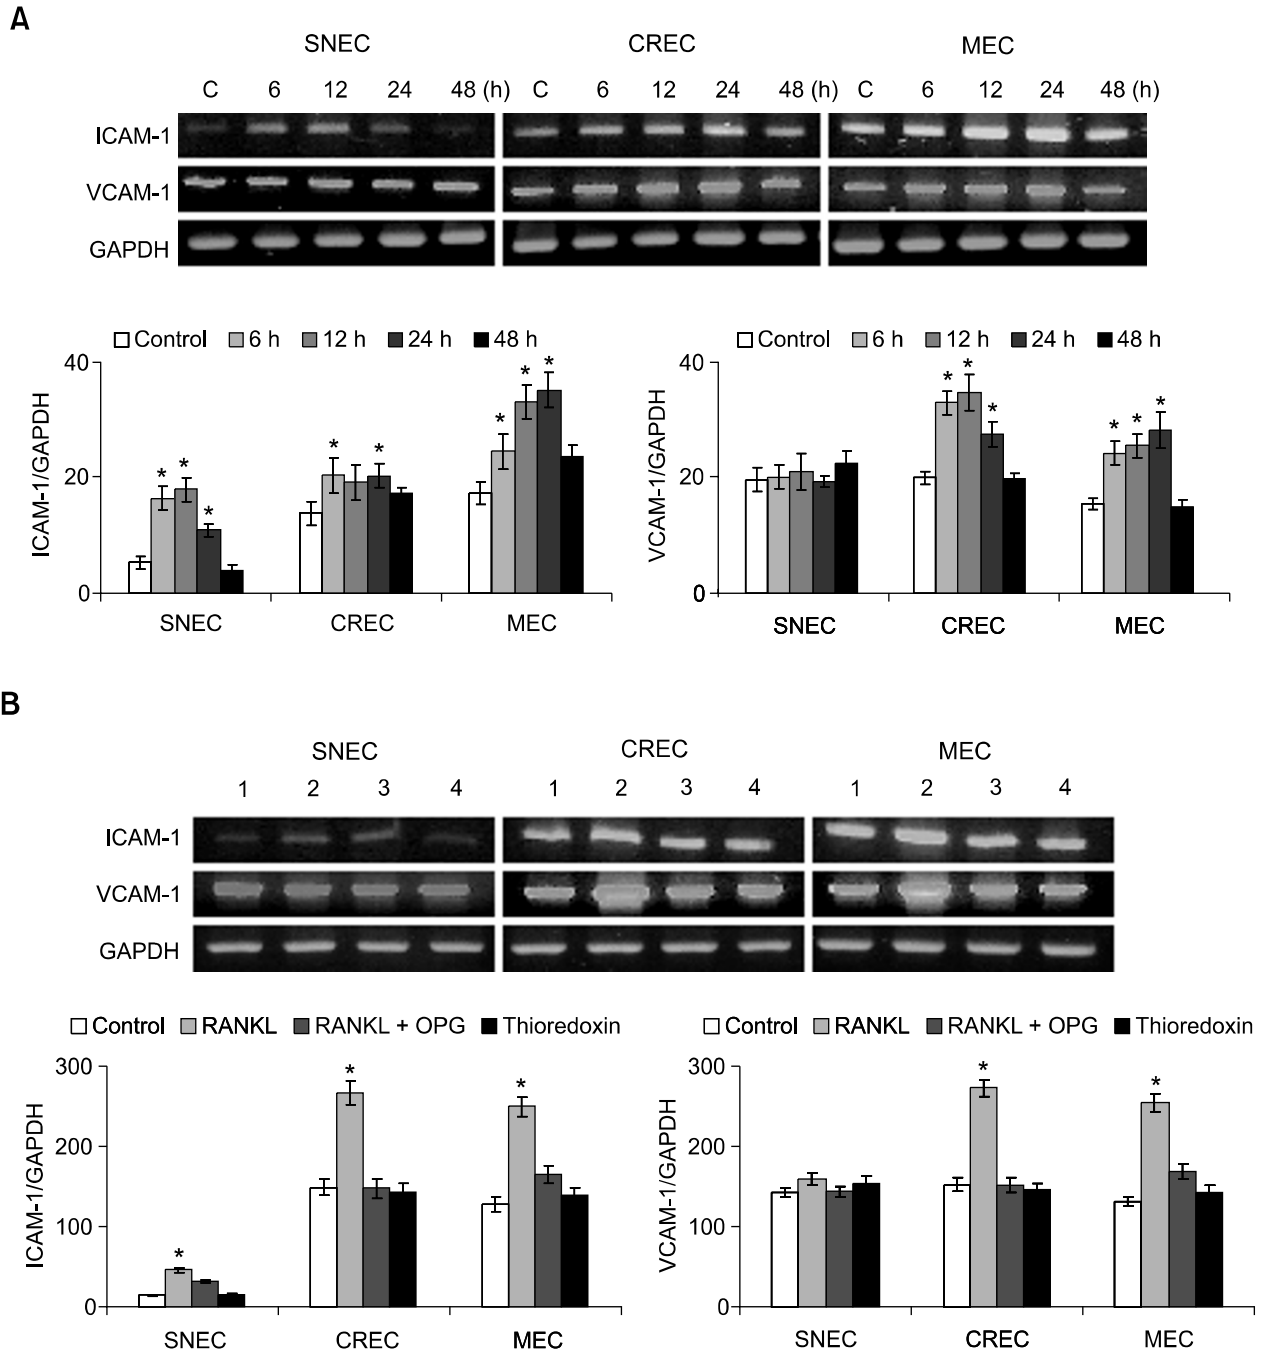 A
SNEC CREC MEC
C 6 12 24 48 (h) C 6 12 24 48 (h) C 6 12 24 48 (h)
ICAM-1
VCAM-1
GAPDH
Control 6 h 12 h 24 h 48 h
40
20
0
ICAM-1/GAPDH
* * *
* *
* * *
SNEC CREC MEC
Control 6 h 12 h 24 h 48 h
40
20
0
VCAM-1/GAPDH
* * *
* * *
SNEC CREC MEC
B
SNEC CREC MEC
1 2 3 4 1 2 3 4 1 2 3 4
ICAM-1
VCAM-1
GAPDH
Control RANKL RANKL + OPG Thioredoxin
300
200
100
0
ICAM-1/GAPDH
* * *
SNEC CREC MEC
Control RANKL RANKL + OPG Thioredoxin
300
200
100
0
VCAM-1/GAPDH
* *
SNEC CREC MEC